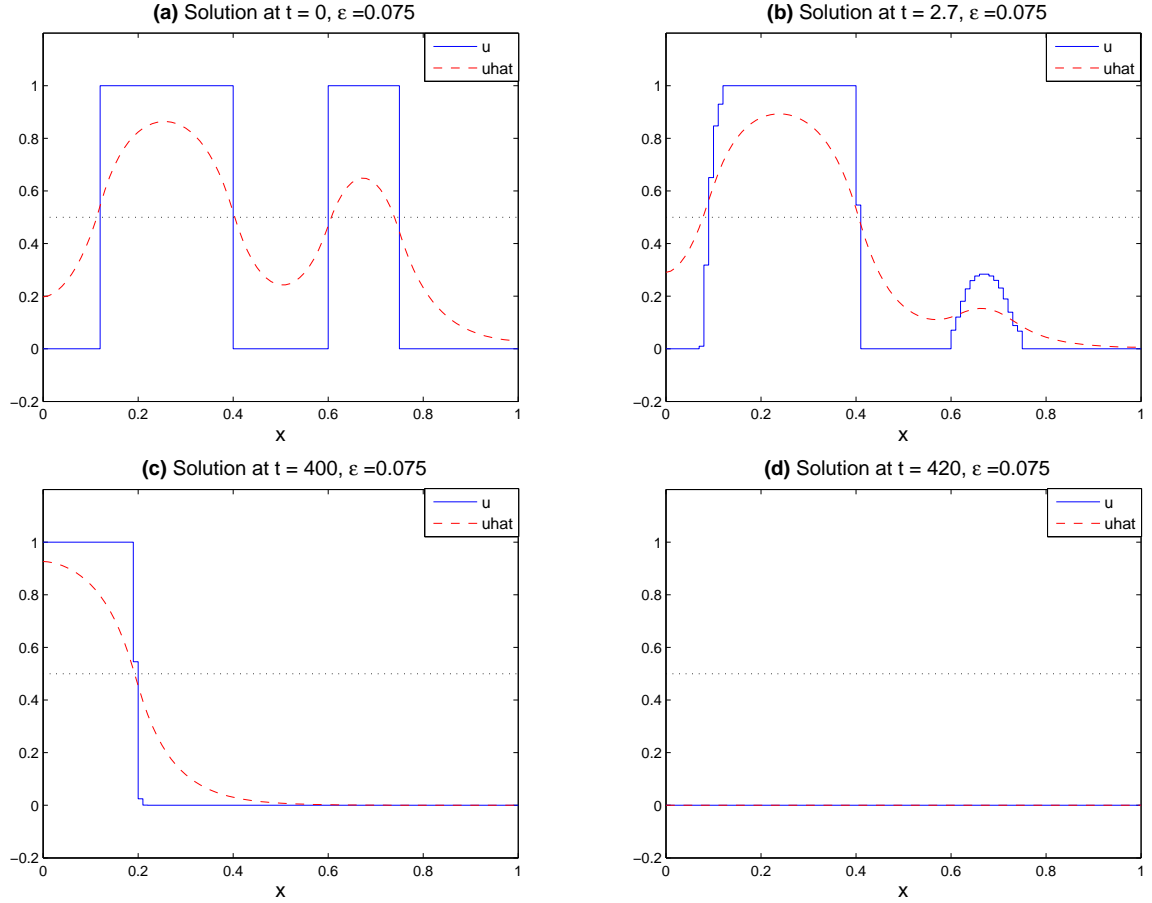 (a) Solution at t = 0, ε =0.075
u
uhat
1
0.8
0.6
0.4
0.2
0
−0.2
0 0.2 0.4 0.6 0.8 1
x
(b) Solution at t = 2.7, ε =0.075
u
uhat
1
0.8
0.6
0.4
0.2
0
−0.2
0 0.2 0.4 0.6 0.8 1
x
(c) Solution at t = 400, ε =0.075
u
uhat
1
0.8
0.6
0.4
0.2
0
−0.2
0 0.2 0.4 0.6 0.8 1
x
(d) Solution at t = 420, ε =0.075
u
uhat
1
0.8
0.6
0.4
0.2
0
−0.2
0 0.2 0.4 0.6 0.8 1
x